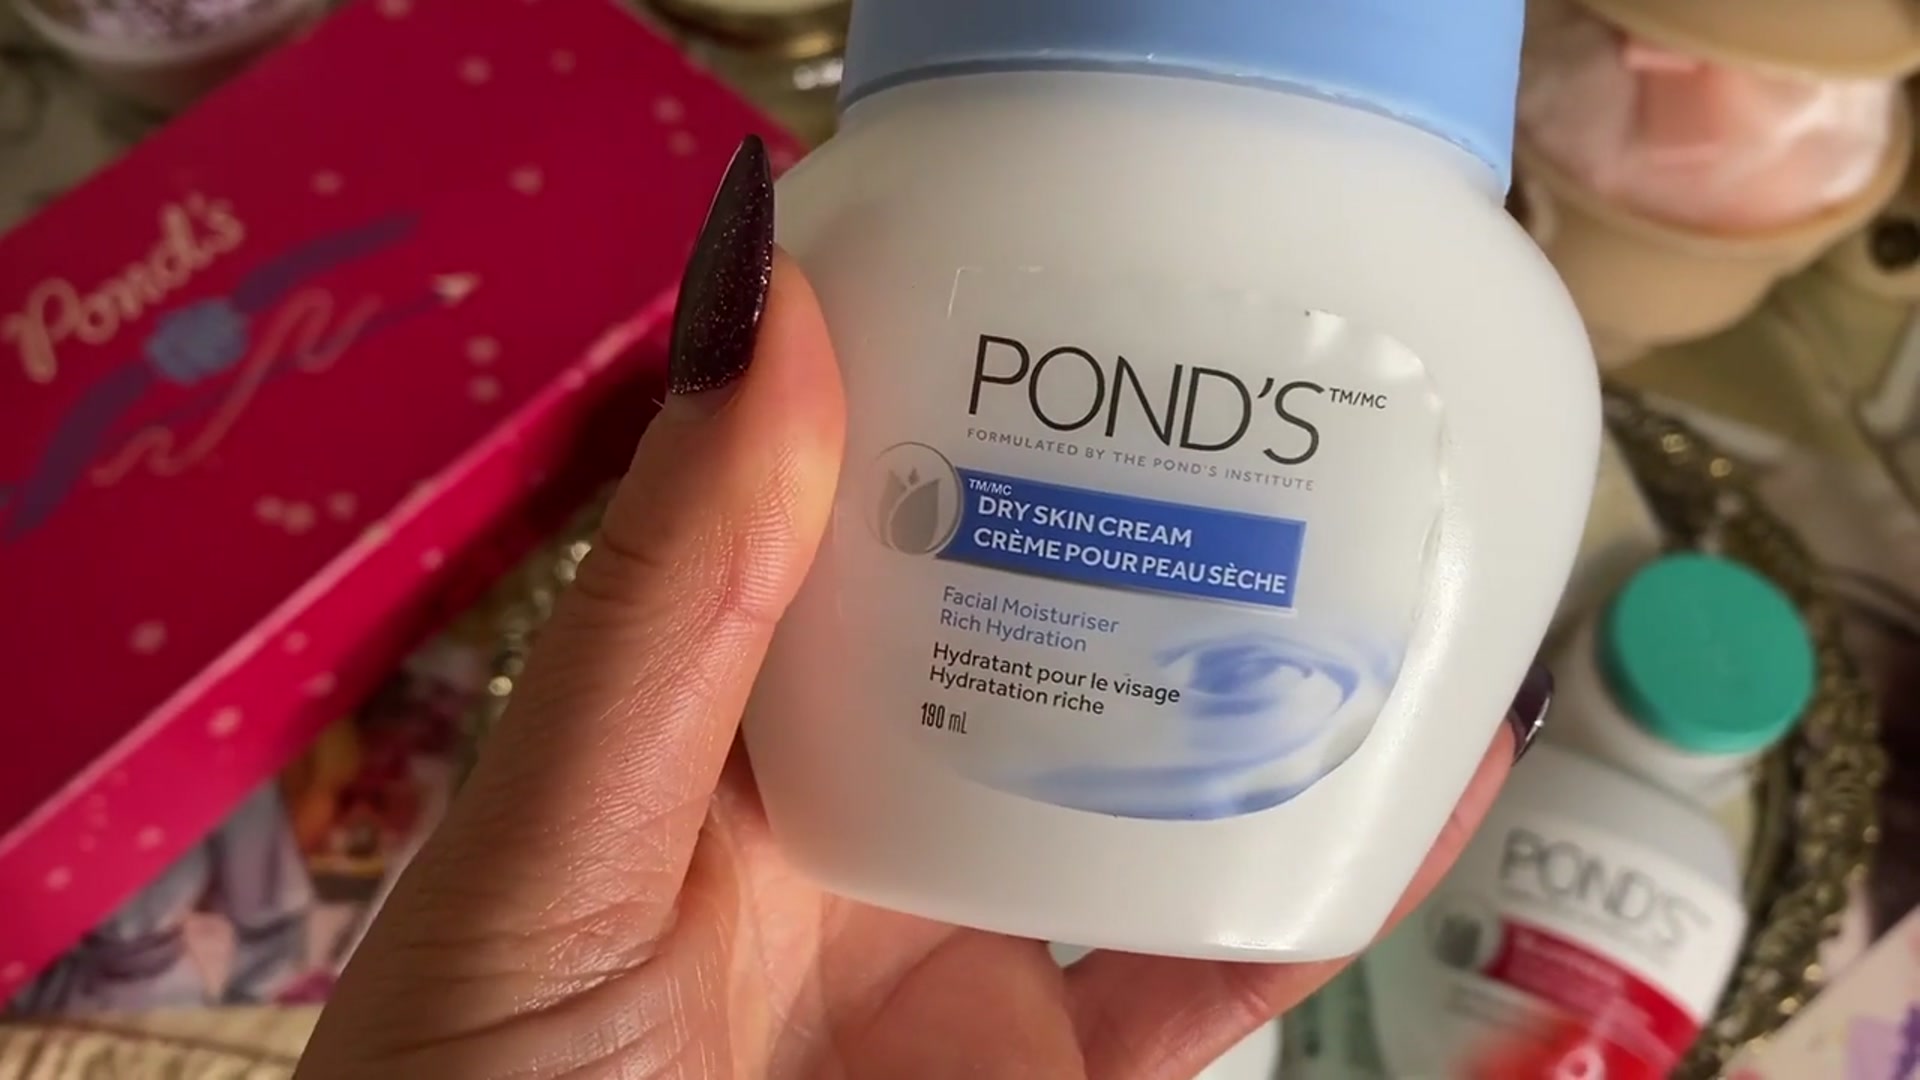 Pond's
POND'S™/MC
FORMULATED BY THE POND'S INSTITUTE
TM/MC
DRY SKIN CREAM
CRÈME POUR PEAU SÈCHE
Facial Moisturiser
Rich Hydration
Hydratant pour le visage
Hydratation riche
190 mL
POND'S